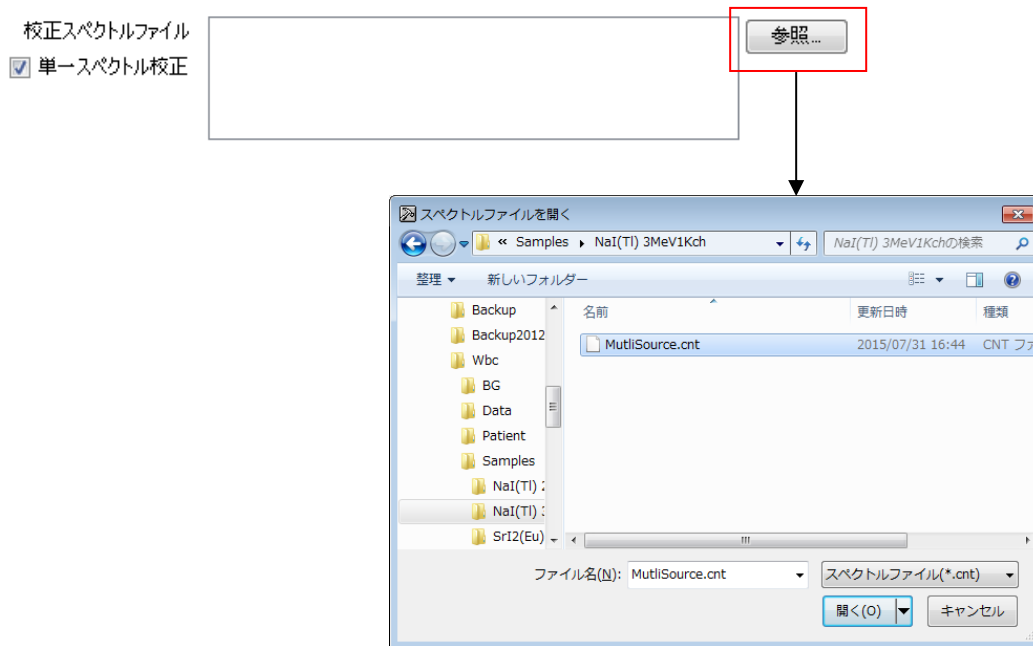 校正スペクトルファイル
参照...
単一スペクトル校正
スペクトルファイルを開く
« Samples ▸ NaI(Tl) 3MeV1Kch
NaI(Tl) 3MeV1Kchの検索
整理 新しいフォルダー
名前 更新日時 種類
MutliSource.cnt 2015/07/31 16:44 CNT ファ
Backup
Backup2012
Wbc
BG
Data
Patient
Samples
NaI(Tl) 2
NaI(Tl) 3
SrI2(Eu)
ファイル名(N): MutliSource.cnt スペクトルファイル(*.cnt)
開く(O) キャンセル